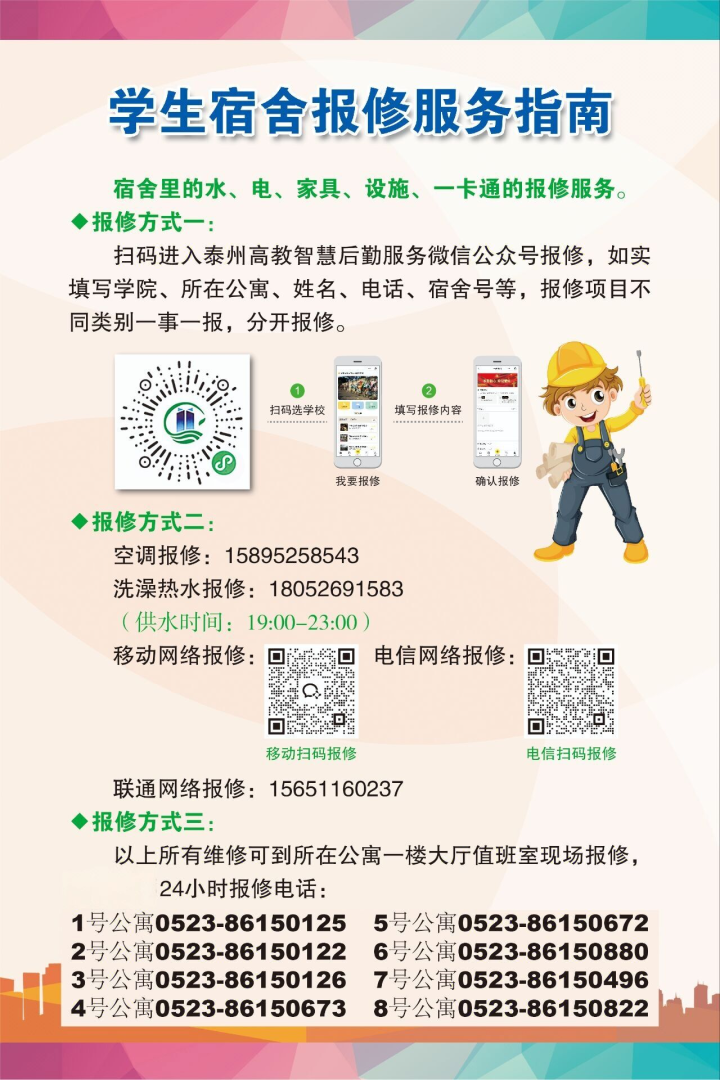 学生宿舍报修服务指南
宿舍里的水、电、家具、设施、一卡通的报修服务。
◆报修方式一：
扫码进入泰州高教智慧后勤服务微信公众号报修，如实
填写学院、所在公寓、姓名、电话、宿舍号等，报修项目不
同类别一事一报，分开报修。
1
扫码选学校
2
填写报修内容
我要报修
确认报修
◆报修方式二：
空调报修：15895258543
洗澡热水报修：18052691583
（供水时间：19:00-23:00）
移动网络报修：
电信网络报修：
移动扫码报修
电信扫码报修
联通网络报修：15651160237
◆报修方式三：
以上所有维修可到所在公寓一楼大厅值班室现场报修，
24小时报修电话：
1号公寓0523-86150125 5号公寓0523-86150672
2号公寓0523-86150122 6号公寓0523-86150880
3号公寓0523-86150126 7号公寓0523-86150496
4号公寓0523-86150673 8号公寓0523-86150822